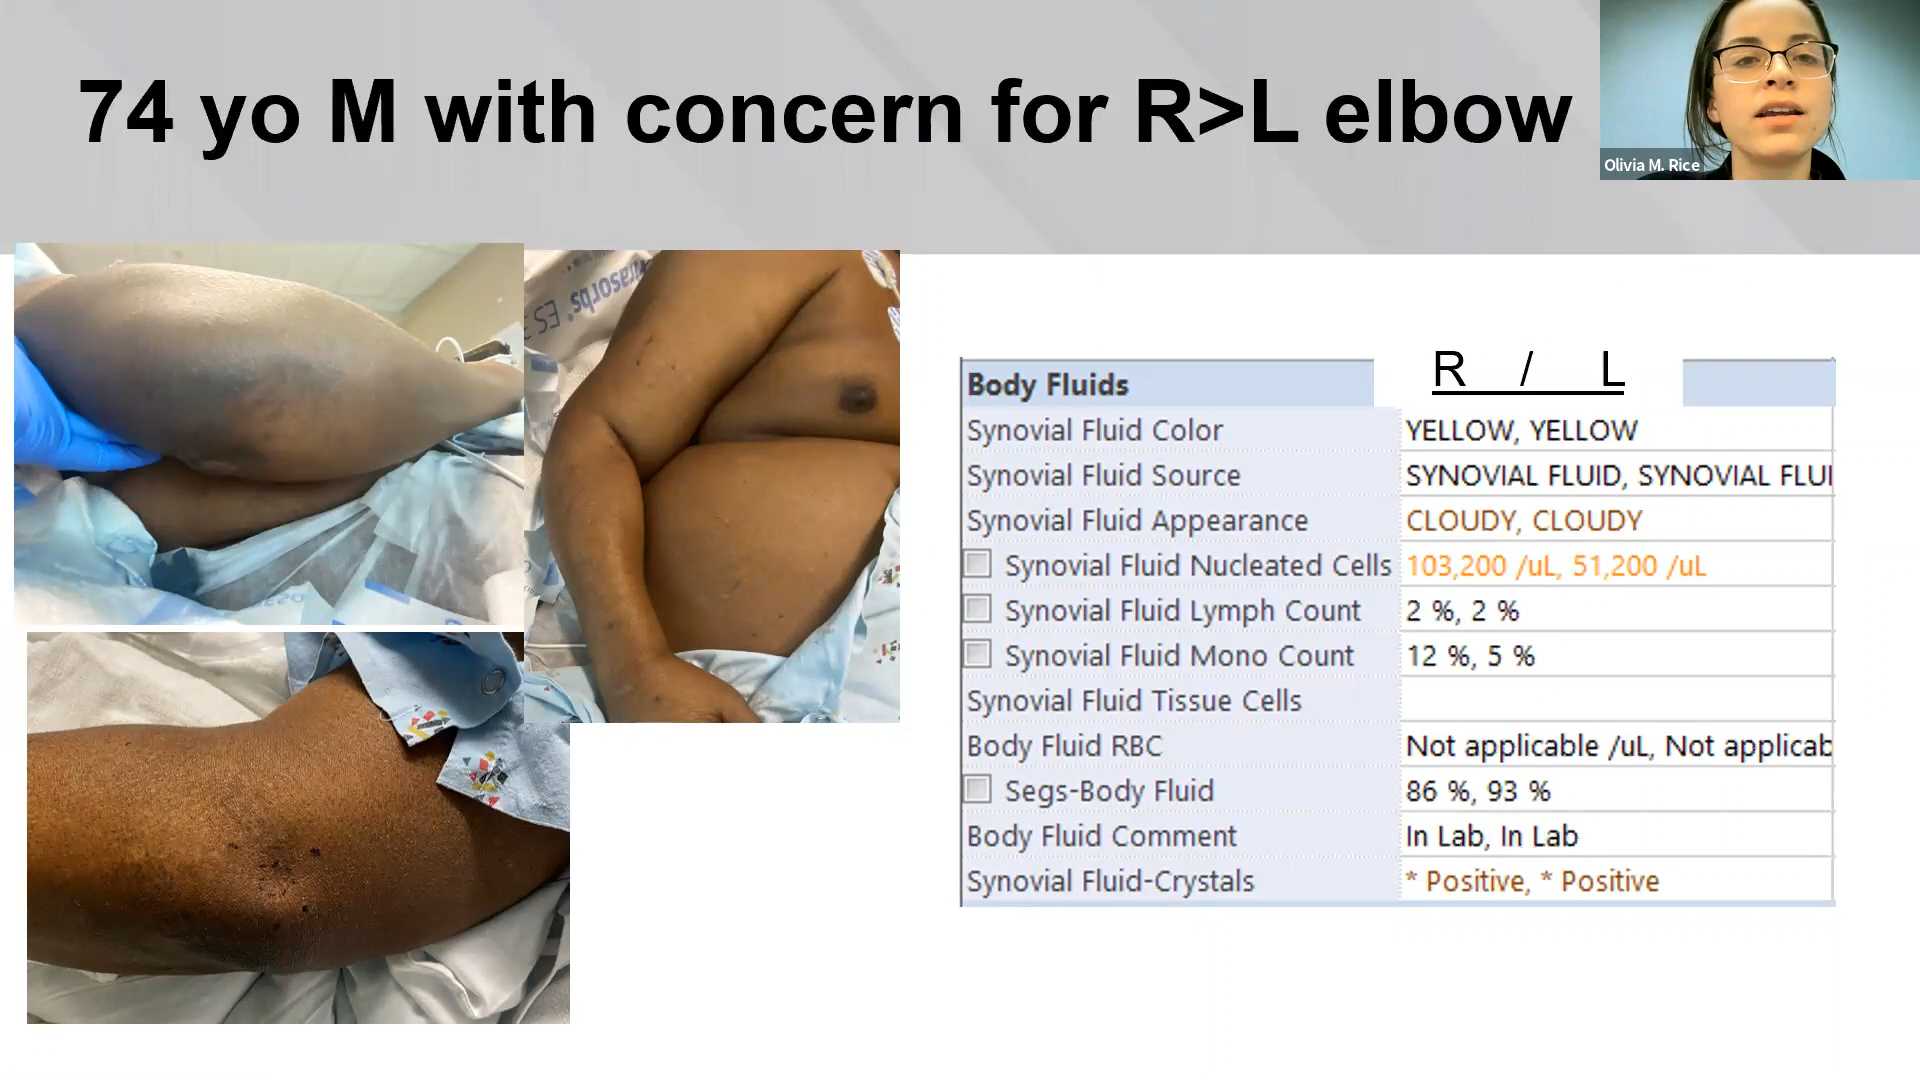 74 yo M with concern for R>L elbow
Olivia M. Rice
R / L
Body Fluids
Synovial Fluid Color YELLOW, YELLOW
Synovial Fluid Source SYNOVIAL FLUID, SYNOVIAL FLUI
Synovial Fluid Appearance CLOUDY, CLOUDY
Synovial Fluid Nucleated Cells 103,200 /uL, 51,200 /uL
Synovial Fluid Lymph Count 2 %, 2 %
Synovial Fluid Mono Count 12 %, 5 %
Synovial Fluid Tissue Cells
Body Fluid RBC Not applicable /uL, Not applicab
Segs-Body Fluid 86 %, 93 %
Body Fluid Comment In Lab, In Lab
Synovial Fluid-Crystals * Positive, * Positive